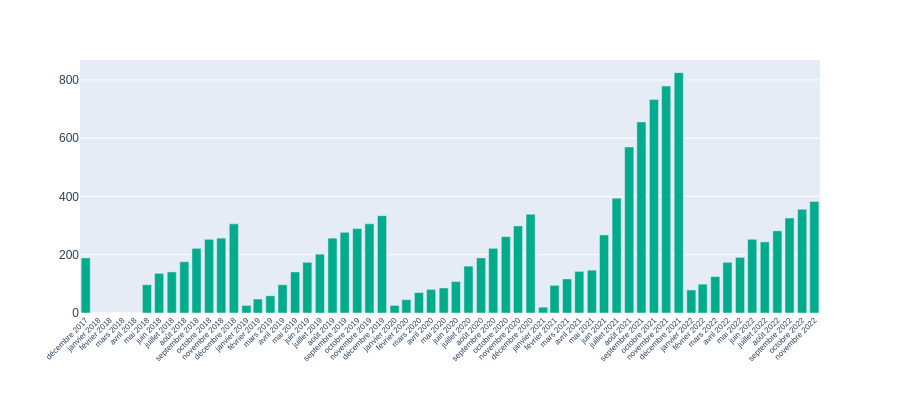 800
600
400
200
0
décembre 2017
janvier 2018
février 2018
mars 2018
avril 2018
mai 2018
juin 2018
juillet 2018
août 2018
septembre 2018
octobre 2018
novembre 2018
décembre 2018
janvier 2019
février 2019
mars 2019
avril 2019
mai 2019
juin 2019
juillet 2019
août 2019
septembre 2019
octobre 2019
novembre 2019
décembre 2019
janvier 2020
février 2020
mars 2020
avril 2020
mai 2020
juin 2020
juillet 2020
août 2020
septembre 2020
octobre 2020
novembre 2020
décembre 2020
janvier 2021
février 2021
mars 2021
avril 2021
mai 2021
juin 2021
juillet 2021
août 2021
septembre 2021
octobre 2021
novembre 2021
décembre 2021
janvier 2022
février 2022
mars 2022
avril 2022
mai 2022
juin 2022
juillet 2022
août 2022
septembre 2022
octobre 2022
novembre 2022